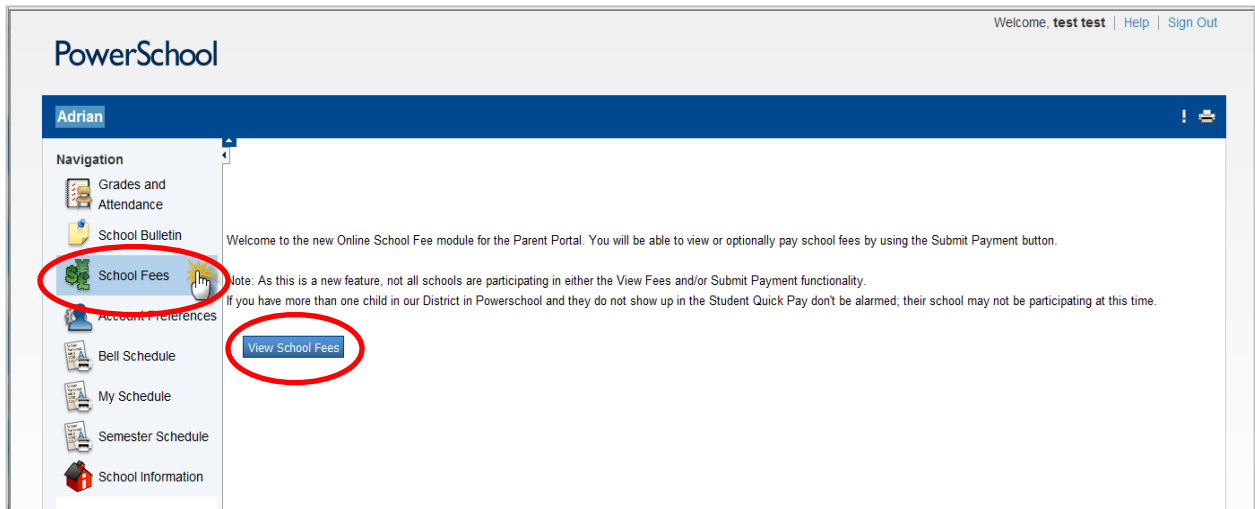 Welcome, test test | Help | Sign Out
PowerSchool
Adrian
Navigation
Grades and
Attendance
School Bulletin
School Fees
Account Preferences
Bell Schedule
My Schedule
Semester Schedule
School Information
Welcome to the new Online School Fee module for the Parent Portal. You will be able to view or optionally pay school fees by using the Submit Payment button.
Note: As this is a new feature, not all schools are participating in either the View Fees and/or Submit Payment functionality.
If you have more than one child in our District in Powerschool and they do not show up in the Student Quick Pay don't be alarmed; their school may not be participating at this time.
View School Fees